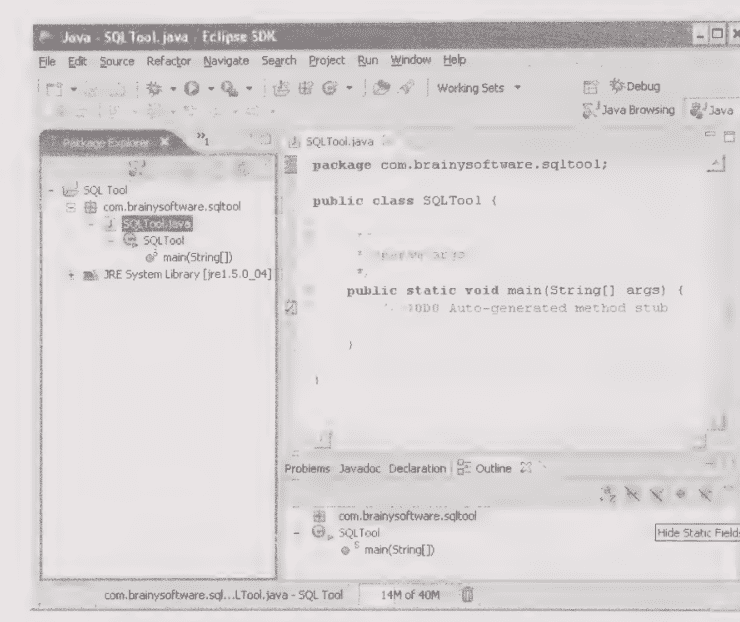 Java - SQLTool.java - Eclipse SDK
File Edit Source Refactor Navigate Search Project Run Window Help
Working Sets
Debug
Java Browsing
Java
Package Explorer
»1
SQL Tool
com.brainysoftware.sqltool
SQLTool.java
SQLTool
main(String[])
JRE System Library [jre1.5.0_04]
SQLTool.java
package com.brainysoftware.sqltool;
public class SQLTool {
* args
*/
public static void main(String[] args) {
TODO Auto-generated method stub
}
}
Problems Javadoc Declaration Outline
com.brainysoftware.sqltool
SQLTool
main(String[])
Hide Static Field
com.brainysoftware.sql...LTool.java - SQL Tool
14M of 40M